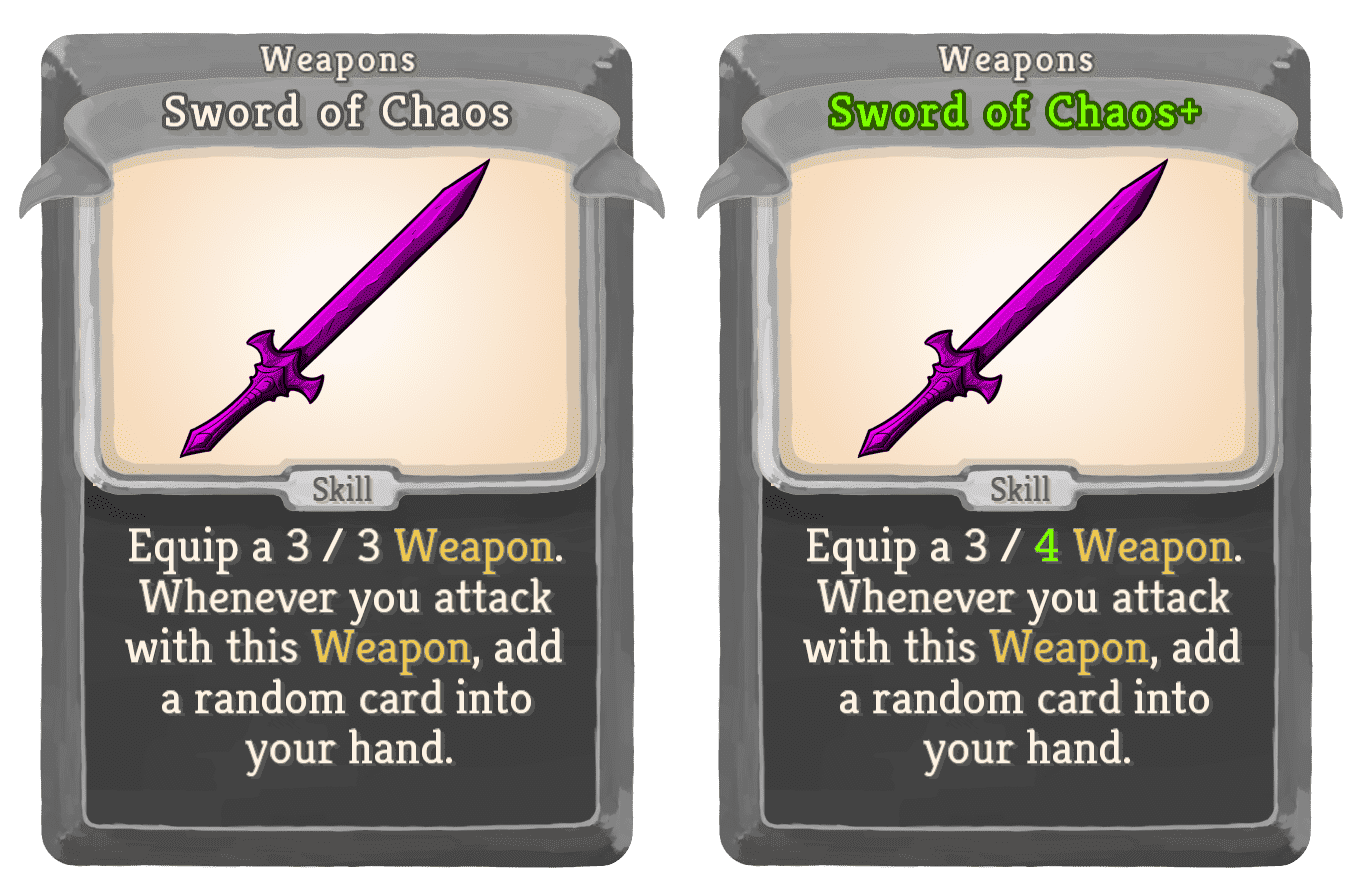 Weapons
Sword of Chaos
Skill
Equip a 3 / 3 Weapon.
Whenever you attack
with this Weapon, add
a random card into
your hand.
Weapons
Sword of Chaos+
Skill
Equip a 3 / 4 Weapon.
Whenever you attack
with this Weapon, add
a random card into
your hand.